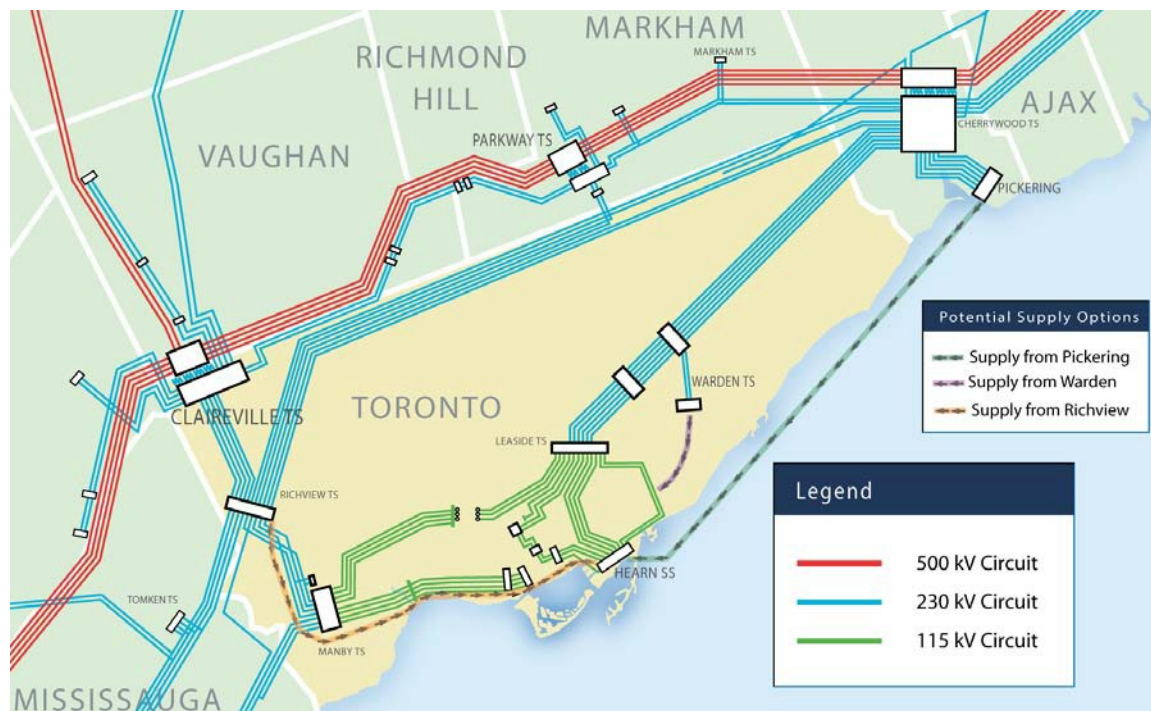 MARKHAM
MARKHAM TS
RICHMOND
HILL
AJAX
CHERRYWOOD TS
PARKWAY TS
VAUGHAN
PICKERING
Potential Supply Options
Supply from Pickering
Supply from Warden
Supply from Richview
WARDEN TS
CLAIREVILLE TS
TORONTO
LEASIDE TS
Legend
500 kV Circuit
230 kV Circuit
115 kV Circuit
RICHVIEW TS
HEARN SS
TOMKEN TS
MANBY TS
MISSISSAUGA